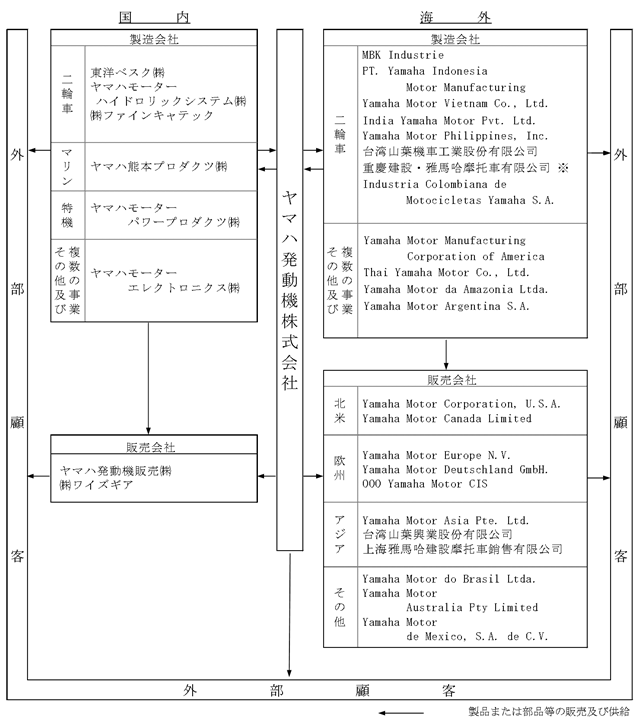 国内
製造会社
二輪車
東洋ベスク㈱
ヤマハモーター
ハイドロリックシステム㈱
㈱ファインキャテック
マリン
ヤマハ熊本プロダクツ㈱
特機
ヤマハモーター
パワープロダクツ㈱
複数の事業
その他及び
ヤマハモーター
エレクトロニクス㈱
販売会社
ヤマハ発動機販売㈱
㈱ワイズギア
外部顧客
ヤマハ発動機株式会社
海外
製造会社
二輪車
MBK Industrie
PT. Yamaha Indonesia
Motor Manufacturing
Yamaha Motor Vietnam Co., Ltd.
India Yamaha Motor Pvt. Ltd.
Yamaha Motor Philippines, Inc.
台湾山葉機車工業股份有限公司
重慶建設・雅馬哈摩托車有限公司 ※
Industria Colombiana de
Motocicletas Yamaha S.A.
複数の事業
その他及び
Yamaha Motor Manufacturing
Corporation of America
Thai Yamaha Motor Co., Ltd.
Yamaha Motor da Amazonia Ltda.
Yamaha Motor Argentina S.A.
販売会社
北米
Yamaha Motor Corporation, U.S.A.
Yamaha Motor Canada Limited
欧州
Yamaha Motor Europe N.V.
Yamaha Motor Deutschland GmbH.
OOO Yamaha Motor CIS
アジア
Yamaha Motor Asia Pte. Ltd.
台湾山葉興業股份有限公司
上海雅馬哈建設摩托車銷售有限公司
その他
Yamaha Motor do Brasil Ltda.
Yamaha Motor
Australia Pty Limited
Yamaha Motor
de Mexico, S.A. de C.V.
外部顧客
外部顧客
製品または部品等の販売及び供給